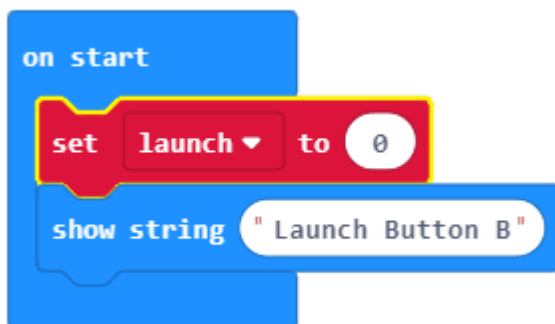 on start
set launch to 0
show string "Launch Button B"